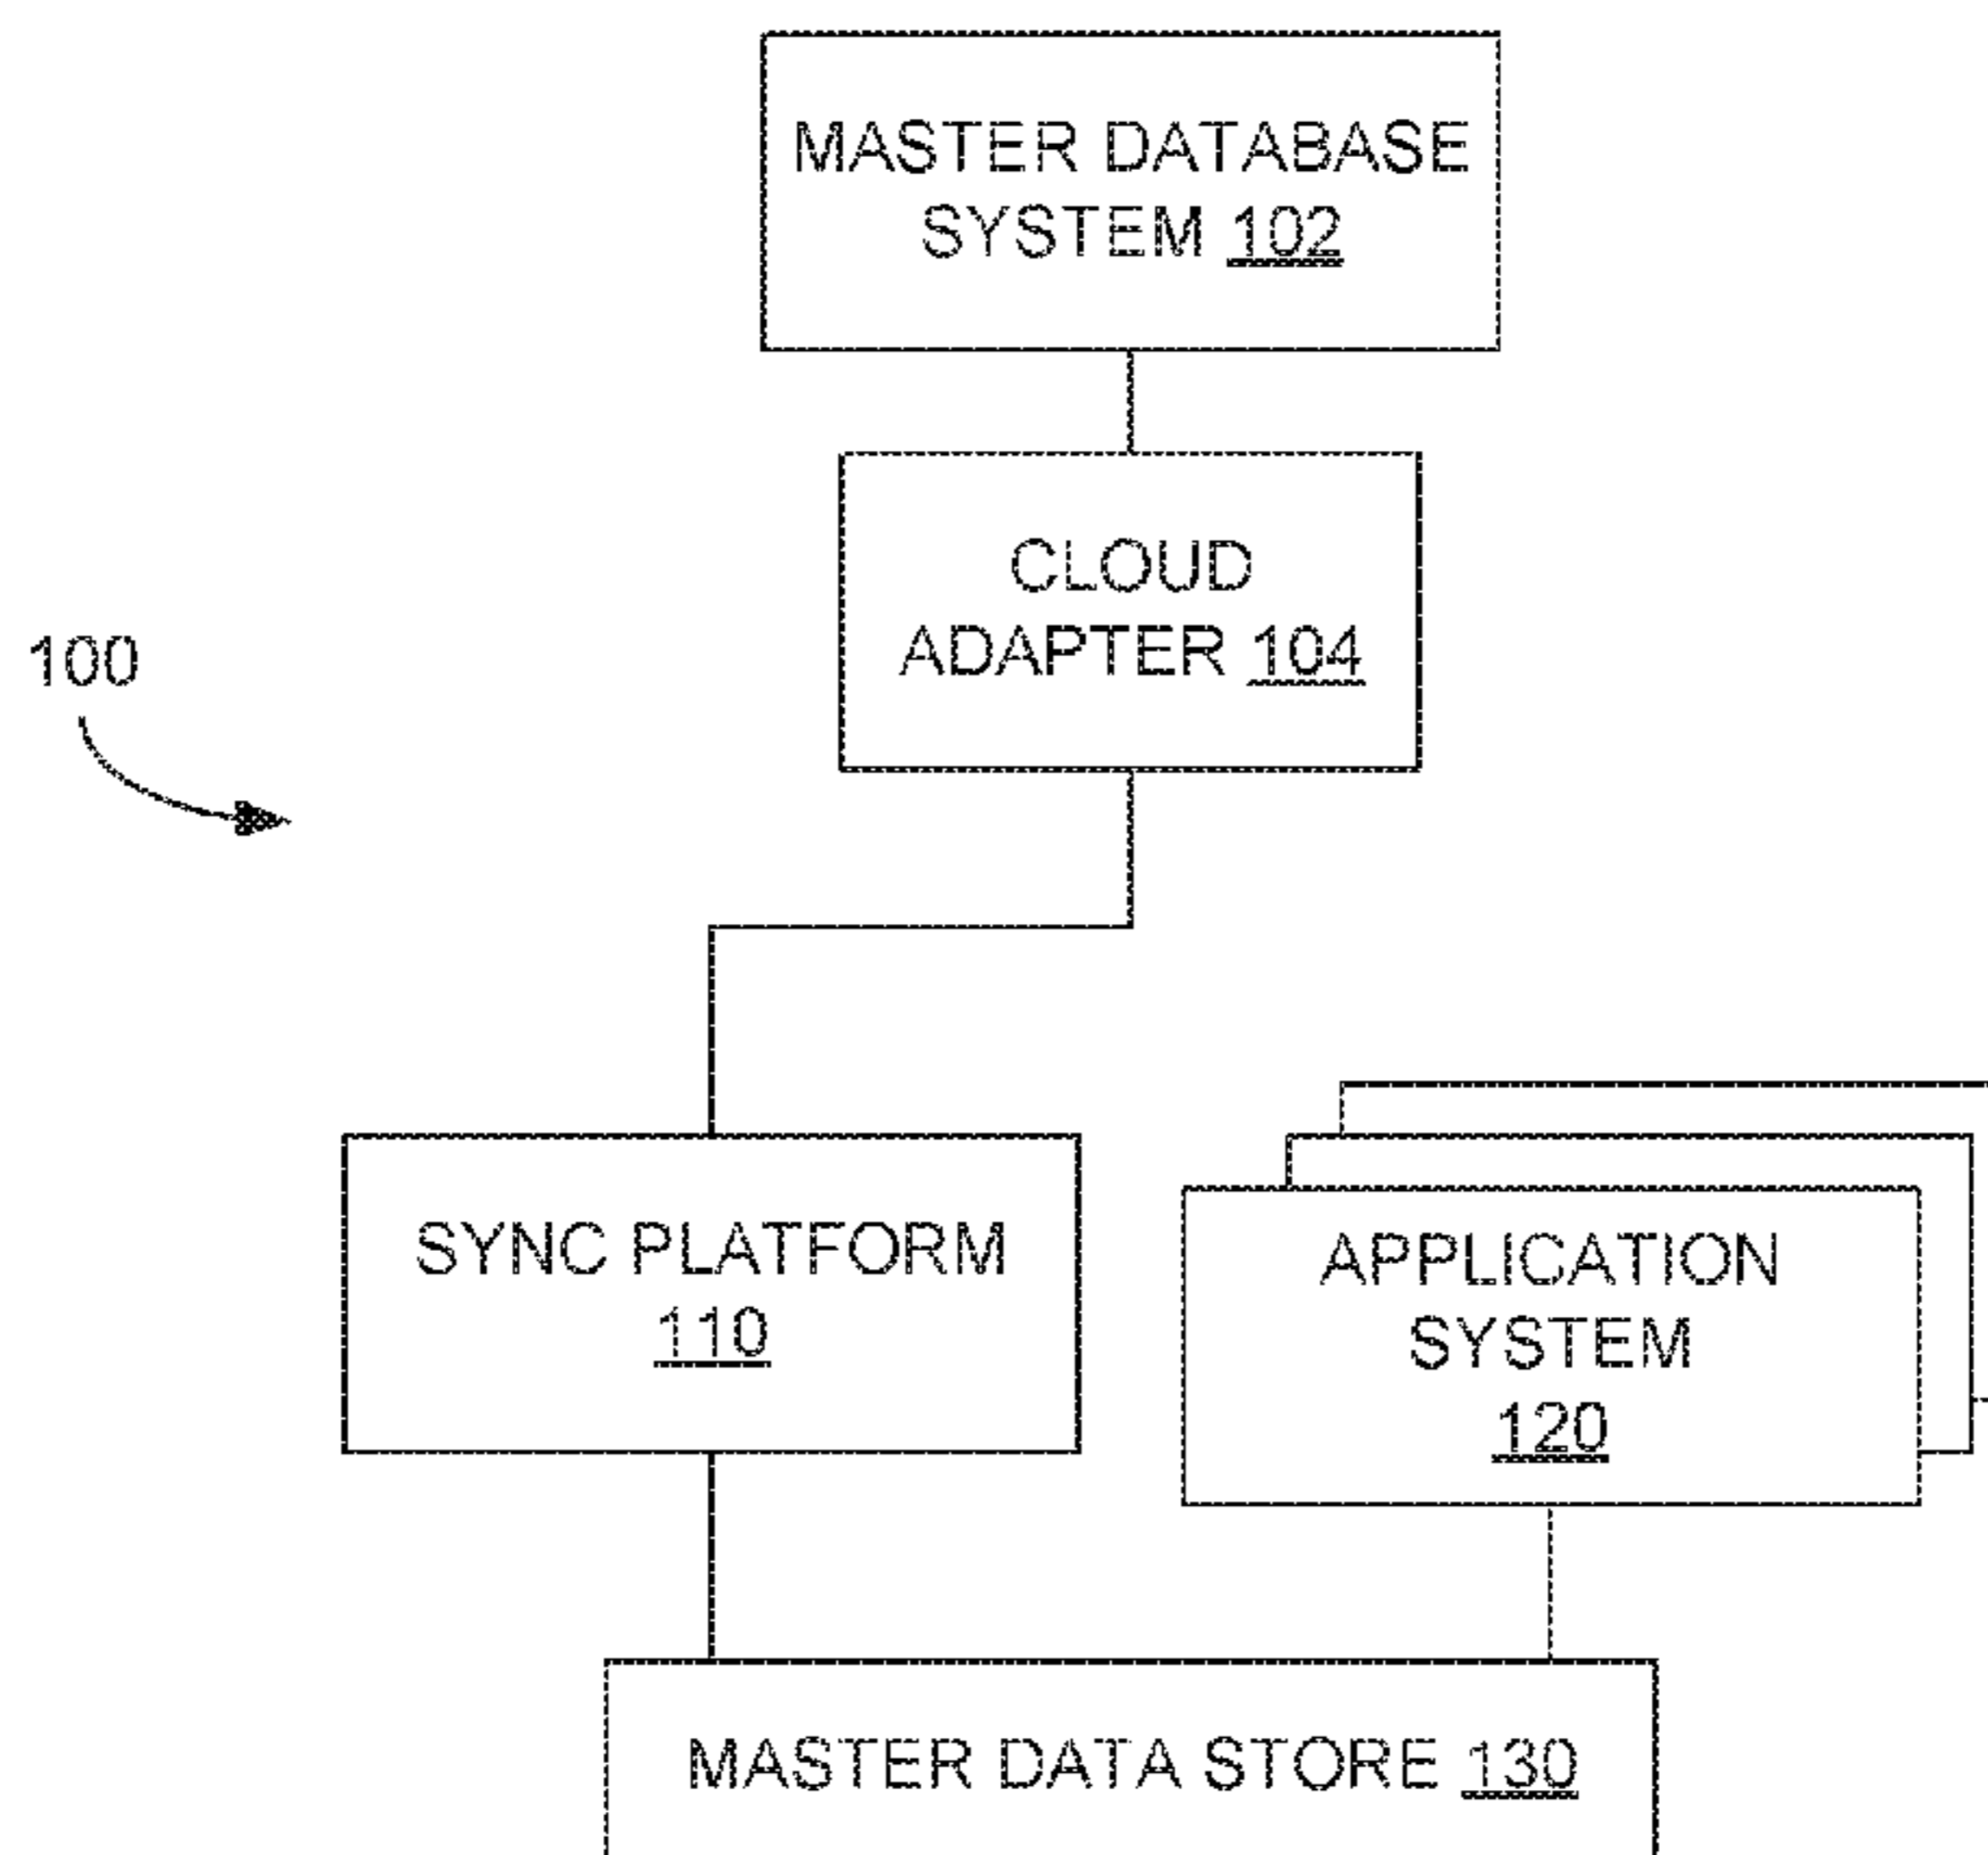 MASTER DATABASE
SYSTEM 102
CLOUD
ADAPTER 104
100
SYNC PLATFORM
110
APPLICATION
SYSTEM
120
MASTER DATA STORE 130